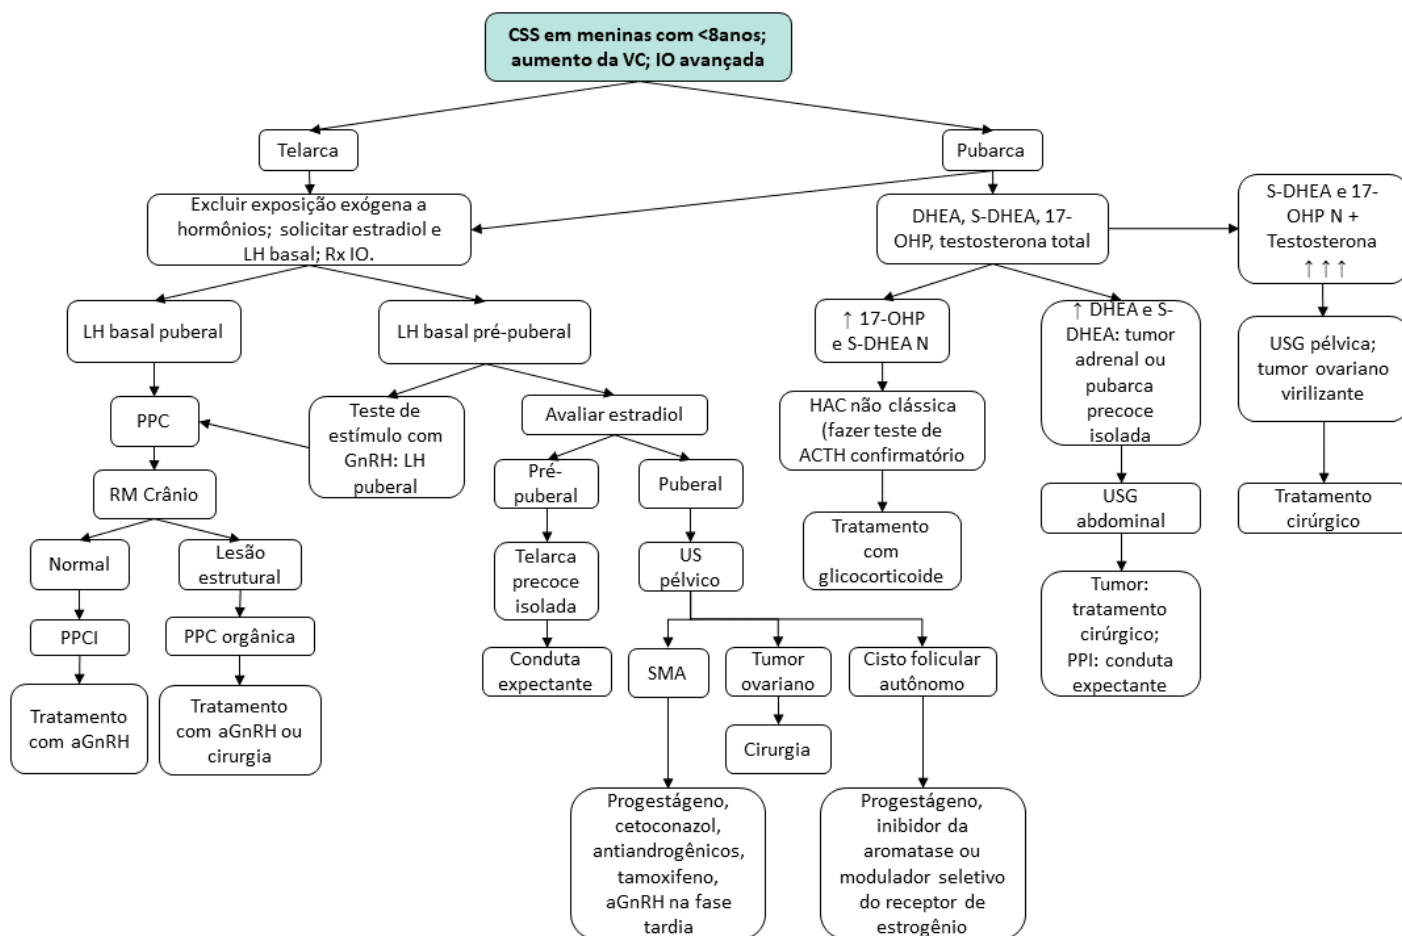 CSS em meninas com <8anos;
aumento da VC; IO avançada
Telarca
Pubarca
Excluir exposição exógena a
hormônios; solicitar estradiol e
LH basal; Rx IO.
DHEA, S-DHEA, 17-
OHP, testosterona total
S-DHEA e 17-
OHP N +
Testosterona
↑ ↑ ↑
LH basal puberal
LH basal pré-puberal
↑ 17-OHP
e S-DHEA N
↑ DHEA e S-
DHEA: tumor
adrenal ou
pubarca
precoce
isolada
USG pélvica;
tumor ovariano
virilizante
PPC
Teste de
estímulo com
GnRH: LH
puberal
Avaliar estradiol
HAC não clássica
(fazer teste de
ACTH confirmatório
Pré-
puberal
Puberal
RM Crânio
USG
abdominal
Tratamento
cirúrgico
Normal
Lesão
estrutural
Telarca
precoce
isolada
US
pélvico
Tratamento
com
glicocorticoide
PPCI
PPC orgânica
Tumor:
tratamento
cirúrgico;
PPI: conduta
expectante
Conduta
expectante
SMA
Tumor
ovariano
Cisto folicular
autônomo
Tratamento
com aGnRH
Tratamento
com aGnRH ou
cirurgia
Cirurgia
Progestágeno,
cetoconazol,
antiandrogênicos,
tamoxifeno,
aGnRH na fase
tardia
Progestágeno,
inibidor da
aromatase ou
modulador seletivo
do receptor de
estrogênio